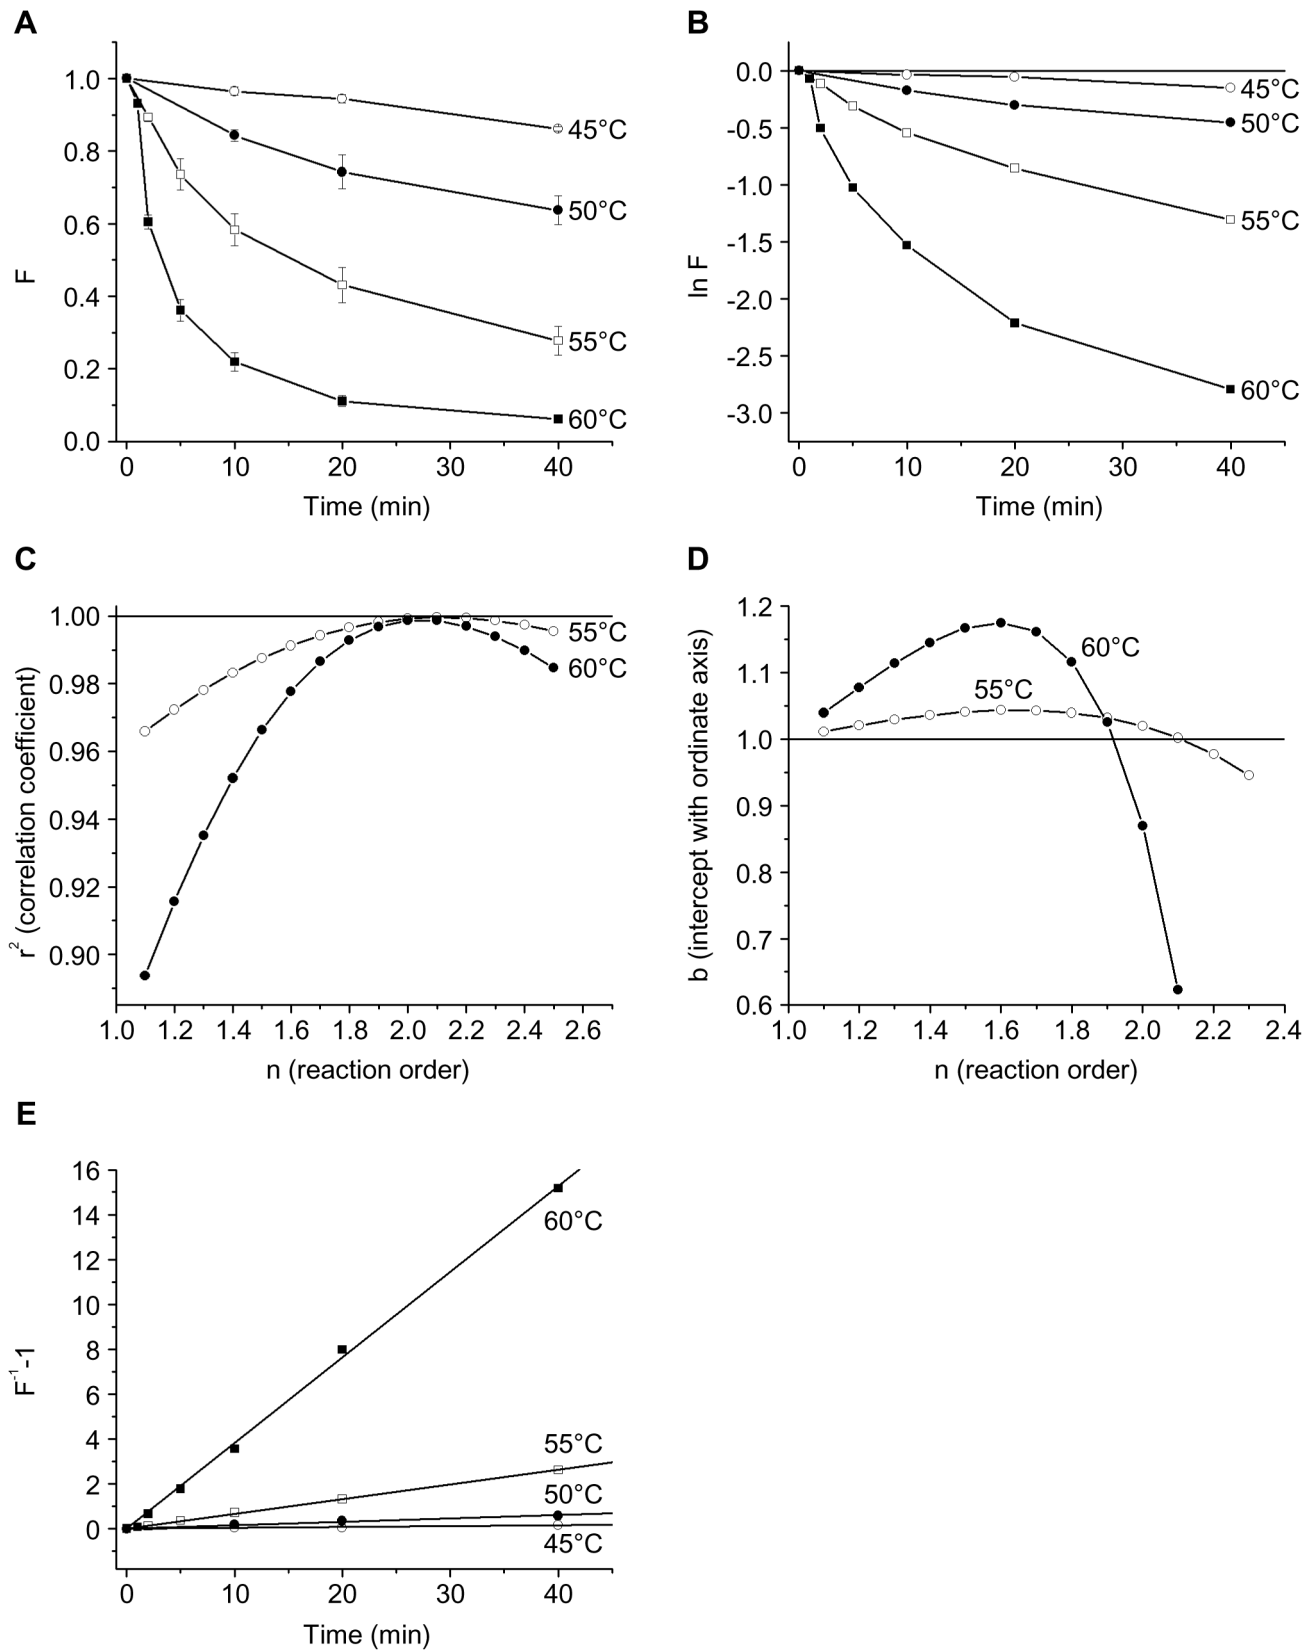 A
1.0
0.8
0.6
0.4
0.2
0.0
F
45°C
50°C
55°C
60°C
0 10 20 30 40
Time (min)
B
0.0
-0.5
-1.0
-1.5
-2.0
-2.5
-3.0
ln F
45°C
50°C
55°C
60°C
0 10 20 30 40
Time (min)
C
1.00
0.98
0.96
0.94
0.92
0.90
r² (correlation coefficient)
55°C
60°C
1.0 1.2 1.4 1.6 1.8 2.0 2.2 2.4 2.6
n (reaction order)
D
1.2
1.1
1.0
0.9
0.8
0.7
0.6
b (intercept with ordinate axis)
60°C
55°C
1.0 1.2 1.4 1.6 1.8 2.0 2.2 2.4
n (reaction order)
E
16
14
12
10
8
6
4
2
0
F⁻¹-1
60°C
55°C
50°C
45°C
0 10 20 30 40
Time (min)